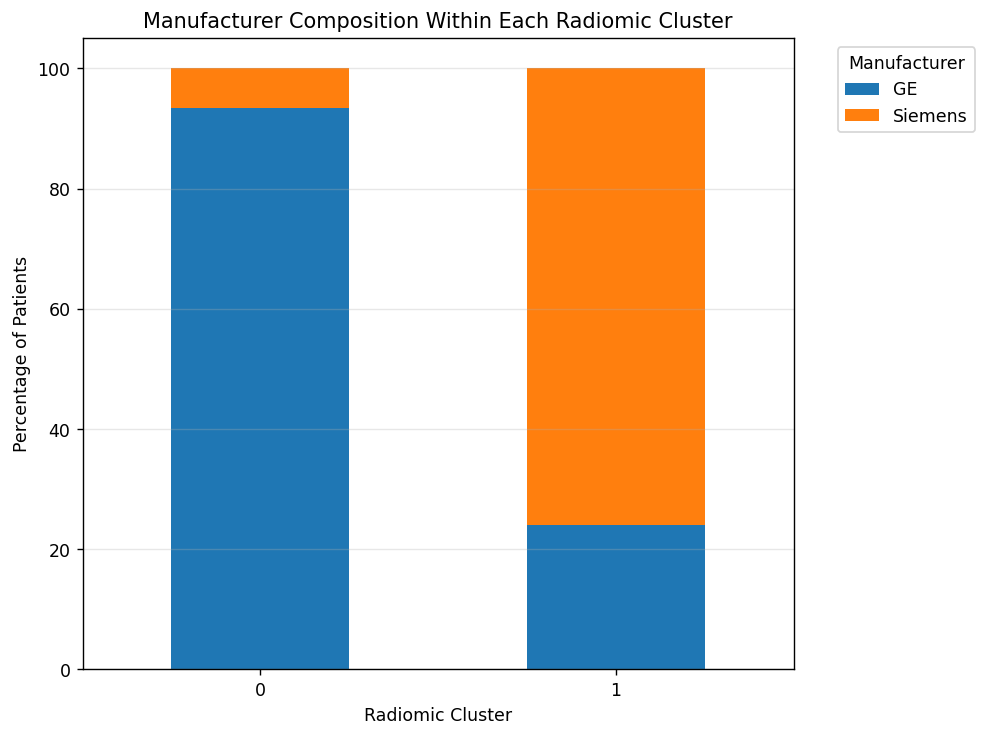 Manufacturer Composition Within Each Radiomic Cluster
Manufacturer
GE
Siemens
Percentage of Patients
100
80
60
40
20
0
0 1
Radiomic Cluster